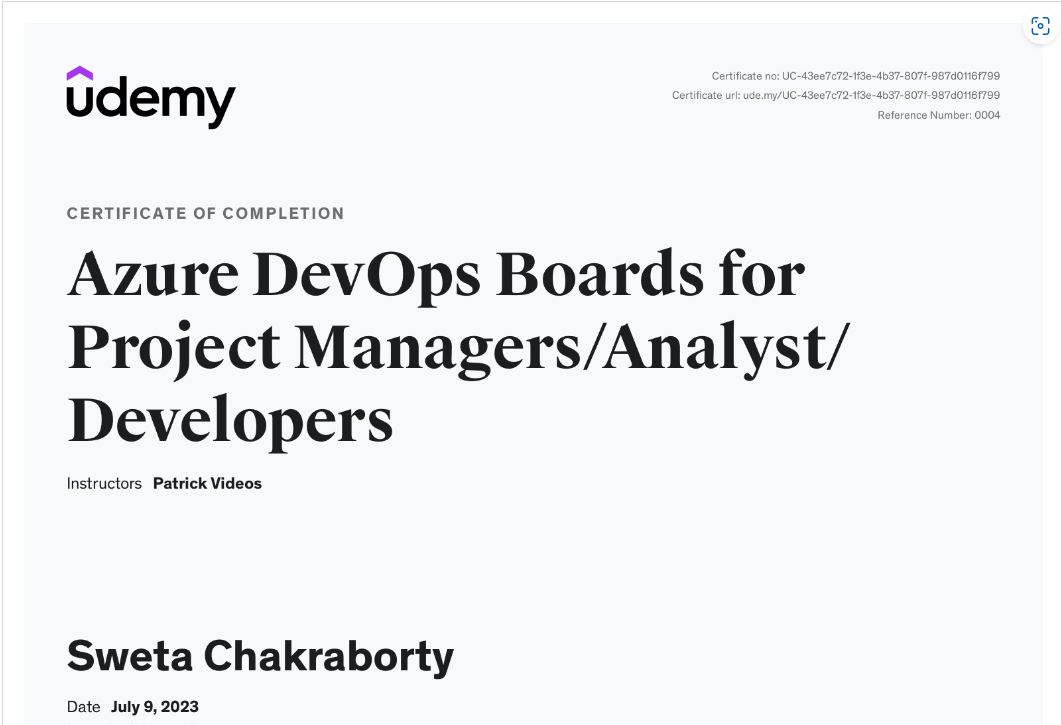 udemy
Certificate no: UC-43ee7c72-1f3e-4b37-807f-987d0116f799
Certificate url: ude.my/UC-43ee7c72-1f3e-4b37-807f-987d0116f799
Reference Number: 0004
CERTIFICATE OF COMPLETION
Azure DevOps Boards for
Project Managers/Analyst/
Developers
Instructors Patrick Videos
Sweta Chakraborty
Date July 9, 2023